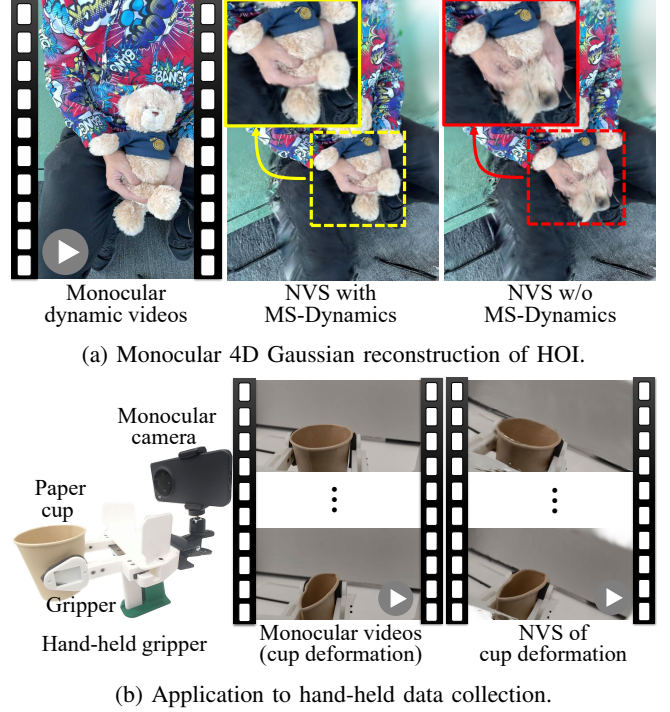 BANG!
Monocular
dynamic videos
NVS with
MS-Dynamics
NVS w/o
MS-Dynamics
(a) Monocular 4D Gaussian reconstruction of HOI.
Monocular
camera
Paper
cup
Gripper
Hand-held gripper
Monocular videos
(cup deformation)
NVS of
cup deformation
(b) Application to hand-held data collection.